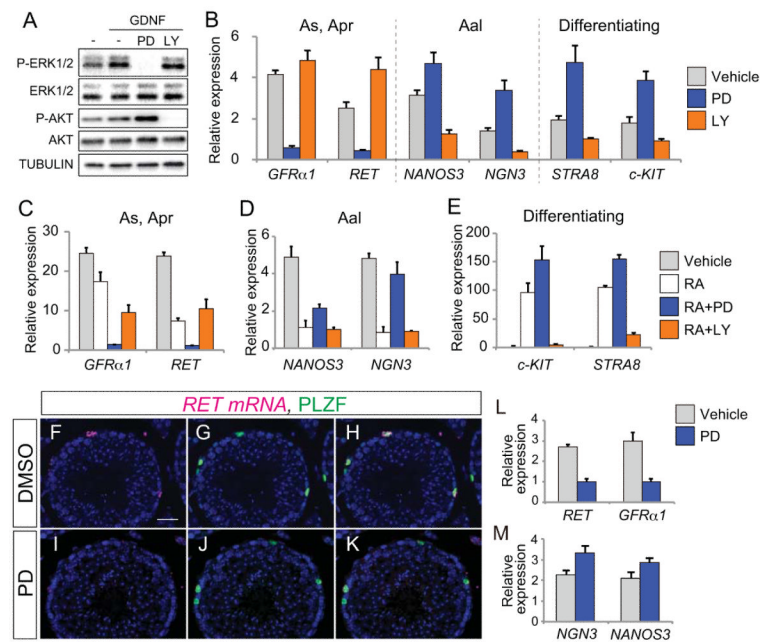 A
GDNF
- - PD LY
P-ERK1/2
ERK1/2
P-AKT
AKT
TUBULIN
B
As, Apr Aal Differentiating
Relative expression
6
4
2
0
GFRα1 RET NANOS3 NGN3 STRA8 c-KIT
Vehicle
PD
LY
C
As, Apr
Relative expression
30
20
10
0
GFRα1 RET
D
Aal
Relative expression
6
4
2
0
NANOS3 NGN3
E
Differentiating
Relative expression
200
150
100
50
0
c-KIT STRA8
Vehicle
RA
RA+PD
RA+LY
RET mRNA, PLZF
DMSO
F G H
PD
I J K
L
Relative
expression
4
3
2
1
0
RET GFRα1
Vehicle
PD
M
Relative
expression
4
3
2
1
0
NGN3 NANOS3